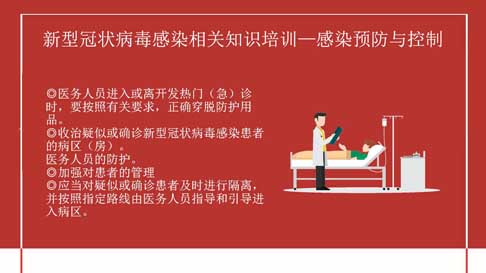 新型冠状病毒感染相关知识培训—感染预防与控制
◎医务人员进入或离开发热门（急）诊
时，要按照有关要求，正确穿脱防护用
品。
◎收治疑似或确诊新型冠状病毒感染患者
的病区（房）。
医务人员的防护。
◎加强对患者的管理
◎应当对疑似或确诊患者及时进行隔离，
并按照指定路线由医务人员指导和引导进
入病区。